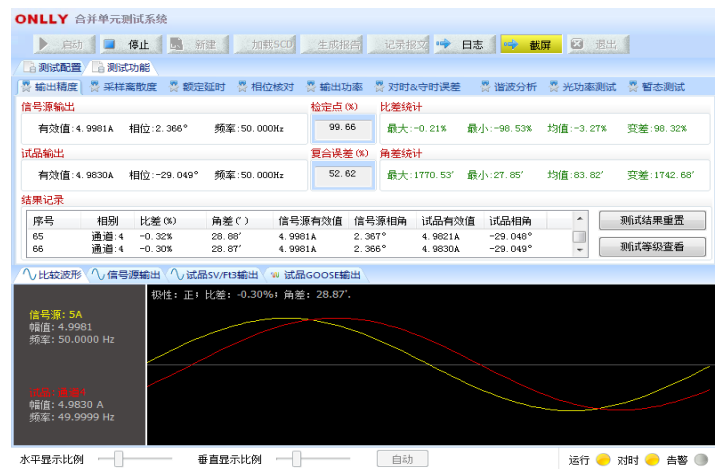 ONLLY 合并单元测试系统
启动 停止 新建 加载SCD 生成报告 记录报文 日志 截屏 退出
测试配置 测试功能
输出精度 采样离散度 额定延时 相位核对 输出功率 对时&守时误差 谐波分析 光功率测试 暂态测试
信号源输出 检定点(%) 比差统计
有效值:4.9981A 相位:2.366° 频率:50.000Hz 99.66 最大:-0.21% 最小:-98.53% 均值:-3.27% 变差:98.32%
试品输出 复合误差(%) 角差统计
有效值:4.9830A 相位:-29.049° 频率:50.000Hz 52.62 最大:1770.53′ 最小:27.85′ 均值:83.82′ 变差:1742.68′
结果记录
序号 相别 比差(%) 角差(′) 信号源有效值 信号源相角 试品有效值 试品相角 测试结果重置
65 通道:4 -0.32% 28.88′ 4.9981A 2.367° 4.9821A -29.048°
66 通道:4 -0.30% 28.87′ 4.9981A 2.366° 4.9830A -29.049° 测试等级查看
比较波形 信号源输出 试品SV/Ft3输出 试品GOOSE输出
极性: 正; 比差: -0.30%; 角差: 28.87′.
信号源: 5A
幅值: 4.9981
频率: 50.0000 Hz
试品: 通道4
幅值: 4.9830 A
频率: 49.9999 Hz
水平显示比例 垂直显示比例 自动 运行 对时 告警